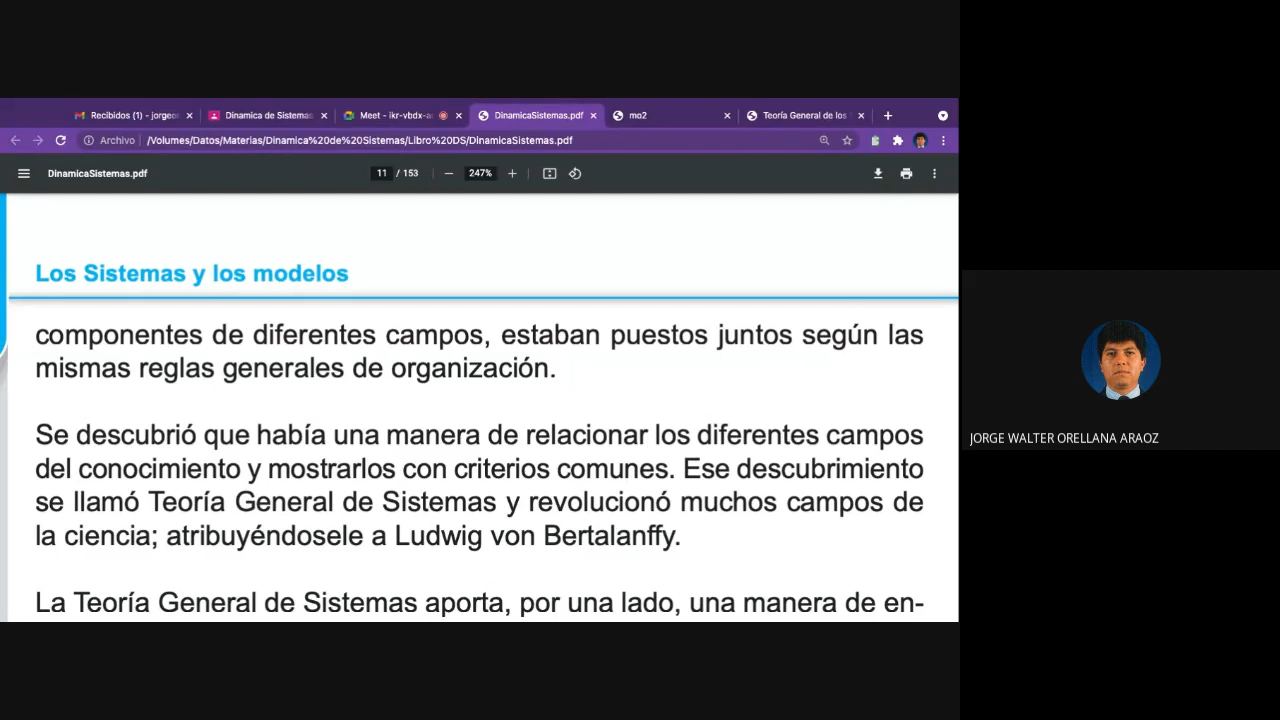 Recibidos (1) - jorgeo
Dinamica de Sistemas
Meet - ikr-vbdx-a
DinamicaSistemas.pdf
mo2
Teoría General de los
Archivo
/Volumes/Datos/Materias/Dinamica%20de%20Sistemas/Libro%20DS/DinamicaSistemas.pdf
DinamicaSistemas.pdf
11 / 153
247%
Los Sistemas y los modelos
componentes de diferentes campos, estaban puestos juntos según las
mismas reglas generales de organización.
Se descubrió que había una manera de relacionar los diferentes campos
del conocimiento y mostrarlos con criterios comunes. Ese descubrimiento
se llamó Teoría General de Sistemas y revolucionó muchos campos de
la ciencia; atribuyéndosele a Ludwig von Bertalanffy.
La Teoría General de Sistemas aporta, por una lado, una manera de en-
JORGE WALTER ORELLANA ARAOZ